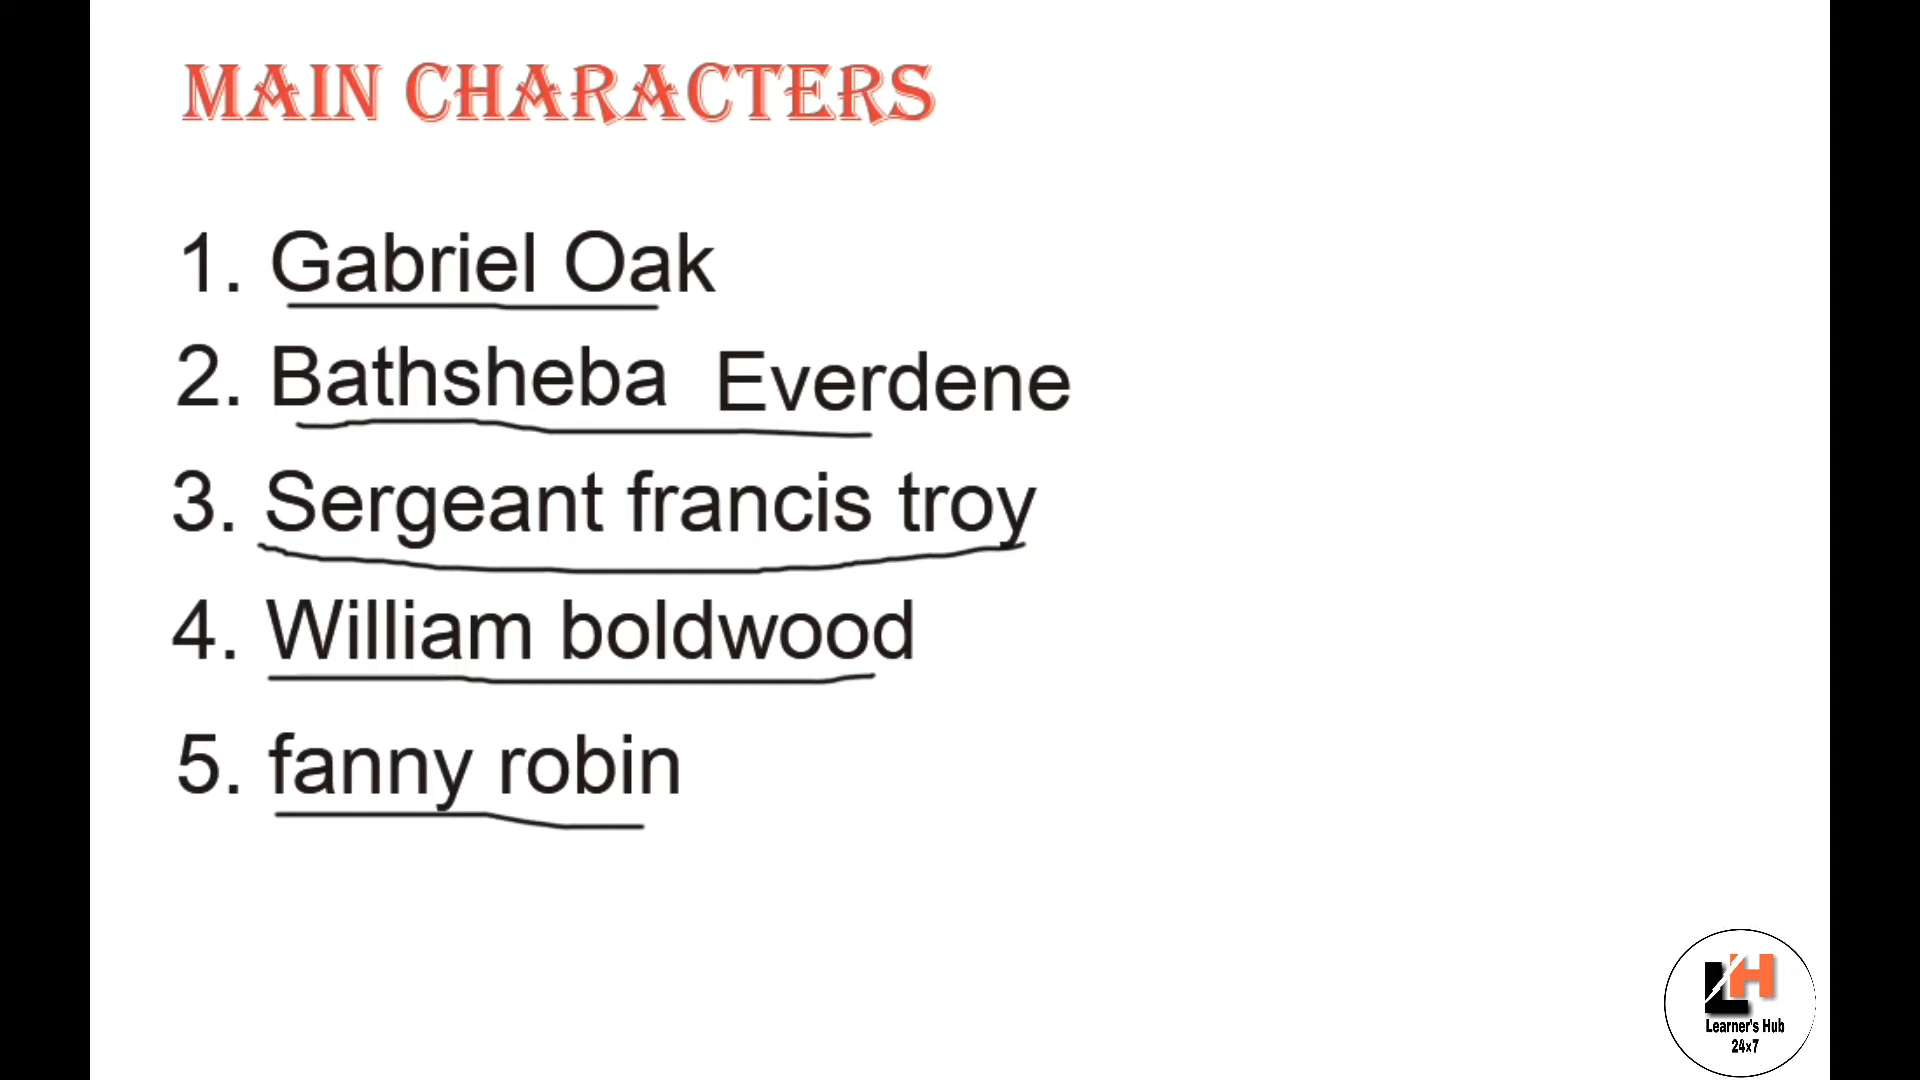 MAIN CHARACTERS
1. Gabriel Oak
2. Bathsheba Everdene
3. Sergeant francis troy
4. William boldwood
5. fanny robin
LH
Learner's Hub
24x7